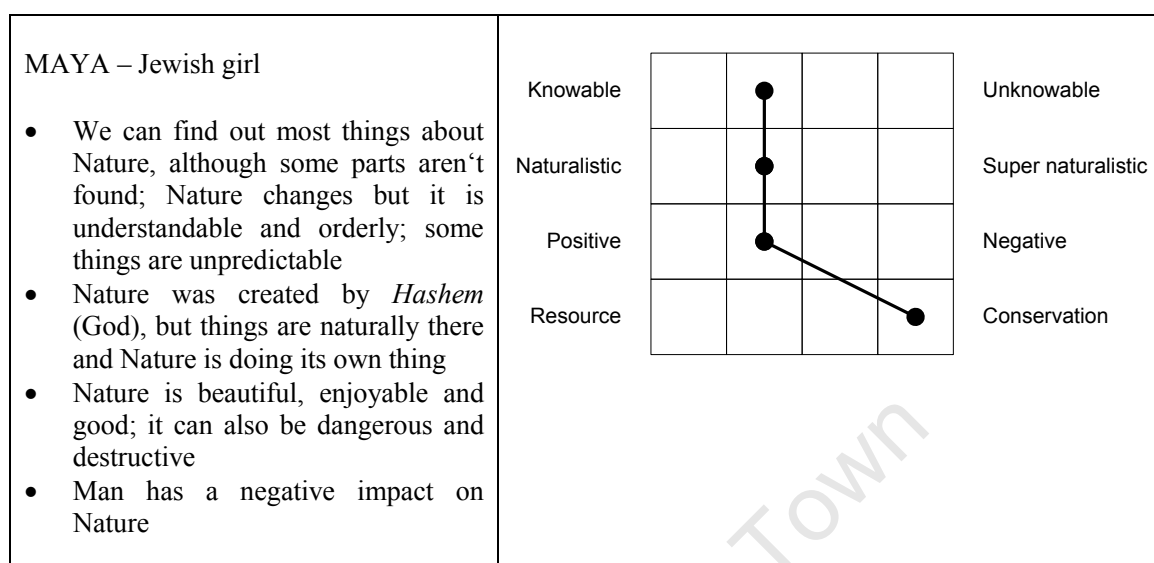 MAYA – Jewish girl
• We can find out most things about
Nature, although some parts aren‘t
found; Nature changes but it is
understandable and orderly; some
things are unpredictable
• Nature was created by Hashem
(God), but things are naturally there
and Nature is doing its own thing
• Nature is beautiful, enjoyable and
good; it can also be dangerous and
destructive
• Man has a negative impact on
Nature
Knowable Unknowable
Naturalistic Super naturalistic
Positive Negative
Resource Conservation
Town